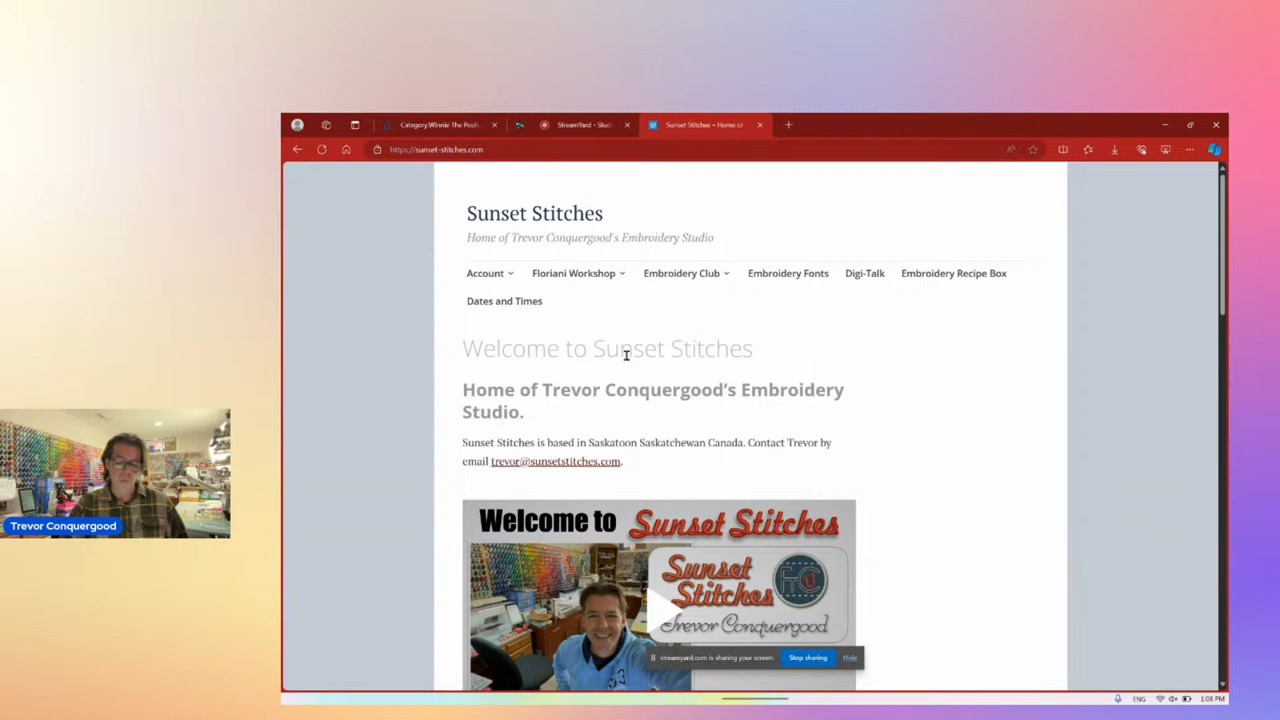 Category:Winnie The Pooh
StreamYard - Stud
Sunset Stitches – Home of
https://sunset-stitches.com
Sunset Stitches
Home of Trevor Conquergood's Embroidery Studio
Account
Floriani Workshop
Embroidery Club
Embroidery Fonts
Digi-Talk
Embroidery Recipe Box
Dates and Times
Welcome to Sunset Stitches
Home of Trevor Conquergood's Embroidery
Studio.
Sunset Stitches is based in Saskatoon Saskatchewan Canada. Contact Trevor by
email trevor@sunsetstitches.com.
Welcome to Sunset Stitches
Sunset
Stitches
Trevor Conquergood
streamyard.com is sharing your screen.
Stop sharing
Hide
Trevor Conquergood
ENG
1:08 PM